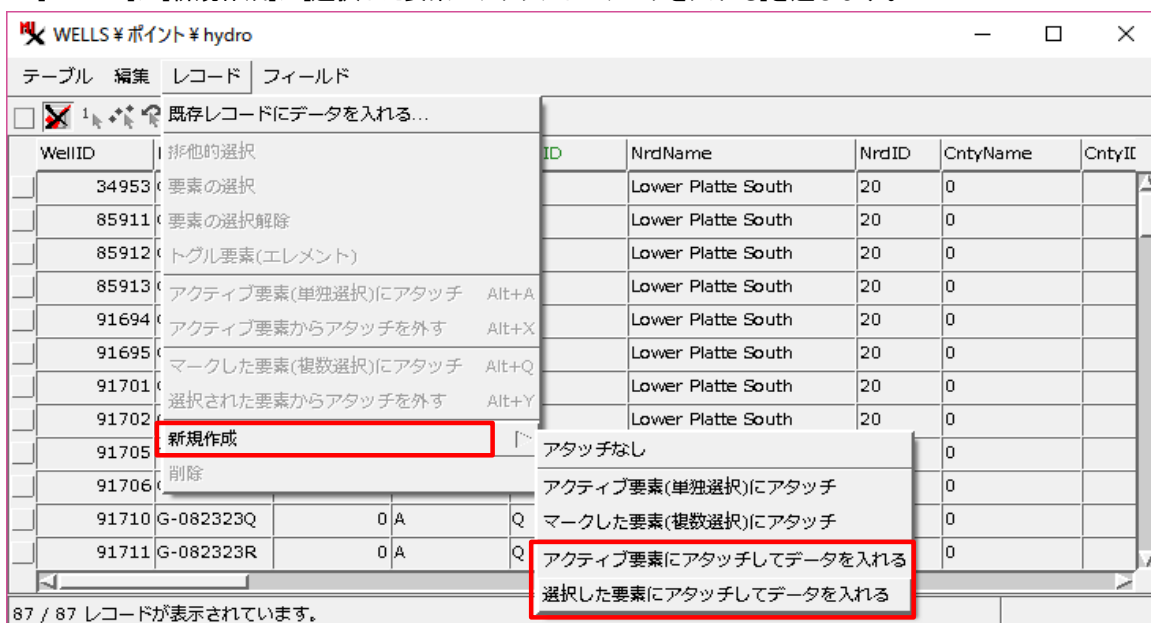 WELLS¥ポイント¥hydro
テーブル 編集 レコード フィールド
既存レコードにデータを入れる...
排他的選択
要素の選択
要素の選択解除
トグル要素(エレメント)
アクティブ要素(単独選択)にアタッチ Alt+A
アクティブ要素からアタッチを外す Alt+X
マークした要素(複数選択)にアタッチ Alt+Q
選択された要素からアタッチを外す Alt+Y
新規作成
削除
アタッチなし
アクティブ要素(単独選択)にアタッチ
マークした要素(複数選択)にアタッチ
アクティブ要素にアタッチしてデータを入れる
選択した要素にアタッチしてデータを入れる
WellID ID NrdName NrdID CntyName
34953 Lower Platte South 20 0
85911 Lower Platte South 20 0
85912 Lower Platte South 20 0
85913 Lower Platte South 20 0
91694 Lower Platte South 20 0
91695 Lower Platte South 20 0
91701 Lower Platte South 20 0
91702 Lower Platte South 20 0
91705 0
91706 0
91710 G-082323Q 0 A Q 0
91711 G-082323R 0 A Q 0
87 / 87 レコードが表示されています。